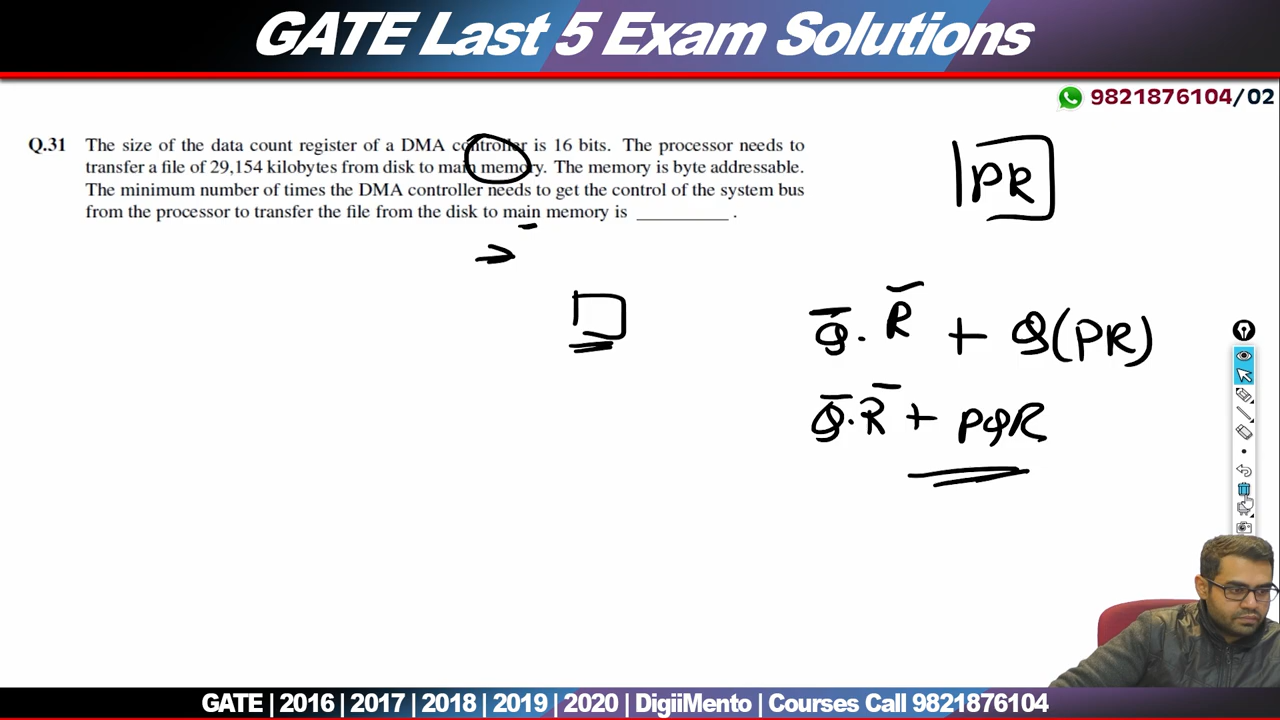 GATE Last 5 Exam Solutions
9821876104/02
Q.31 The size of the data count register of a DMA controller is 16 bits. The processor needs to
transfer a file of 29,154 kilobytes from disk to main memory. The memory is byte addressable.
The minimum number of times the DMA controller needs to get the control of the system bus
from the processor to transfer the file from the disk to main memory is __________ .
PR
Q̅. R̅ + Q(PR)
Q̅.R̅ + PQR
GATE | 2016 | 2017 | 2018 | 2019 | 2020 | DigiiMento | Courses Call 9821876104